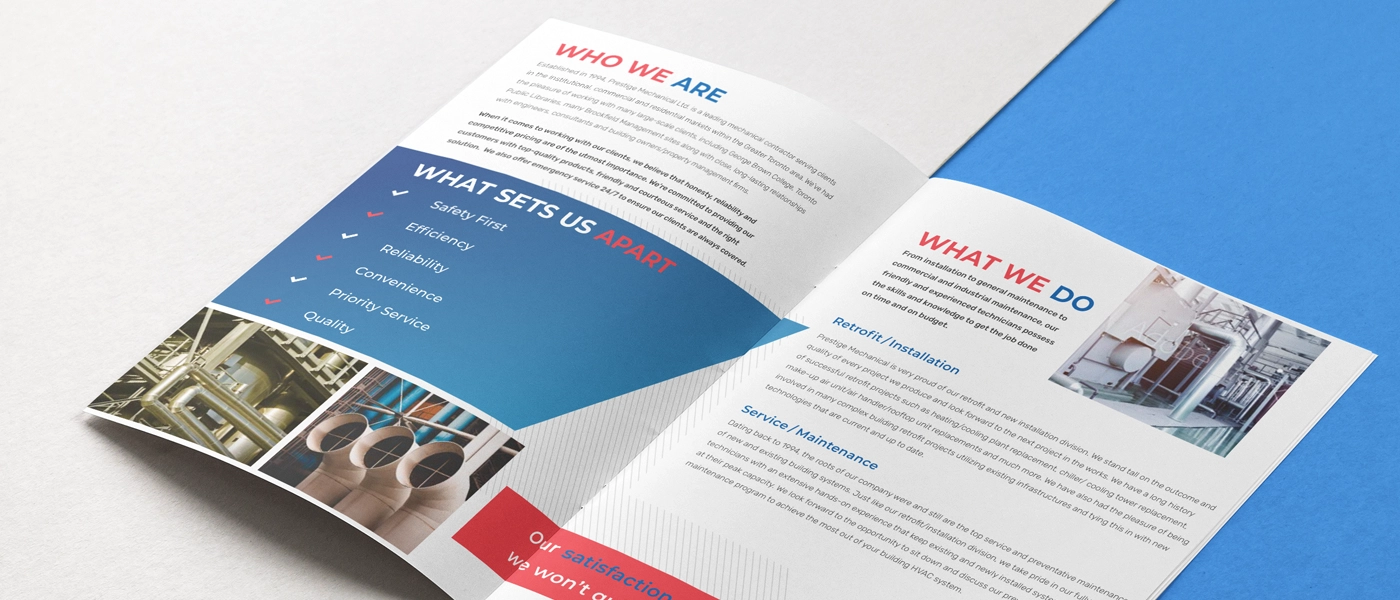 WHO WE ARE
Established in 1994, Prestige Mechanical Ltd. is a leading mechanical contractor serving clients
in the institutional, commercial and residential markets within the Greater Toronto area. We've had
the pleasure of working with many large-scale clients, including George Brown College, Toronto
Public Libraries, many Brookfield Management sites along with close, long-lasting relationships
with engineers, consultants and building owners/property management firms.
When it comes to working with our clients, we believe that honesty, reliability and
competitive pricing are of the utmost importance. We're committed to providing our
customers with top-quality products, friendly and courteous service and the right
solution. We also offer emergency service 24/7 to ensure our clients are always covered.
WHAT SETS US APART
Safety First
Efficiency
Reliability
Convenience
Priority Service
Quality
Our satisfaction
we won't
WHAT WE DO
From installation to general maintenance to
commercial and industrial maintenance, our
friendly and experienced technicians possess
the skills and knowledge to get the job done
on time and on budget.
Retrofit/Installation
Prestige Mechanical is very proud of our retrofit and new installation division. We stand tall on the outcome and
quality of every project we produce and look forward to the next project in the works. We have a long history
of successful retrofit projects such as heating/cooling plant replacement, chiller/ cooling tower replacement,
make-up air unit/air handler/rooftop unit replacements and much more. We have also had the pleasure of being
involved in many complex building retrofit projects utilizing existing infrastructures and tying this in with new
technologies that are current and up to date.
Service/Maintenance
Dating back to 1994, the roots of our company were and still are the top service and preventative maintenance
of new and existing building systems. Just like our retrofit/installation division, we take pride in our fully
technicians with an extensive hands-on experience that keep existing and newly installed systems
at their peak capacity. We look forward to the opportunity to sit down and discuss our
maintenance program to achieve the most out of your building HVAC system.